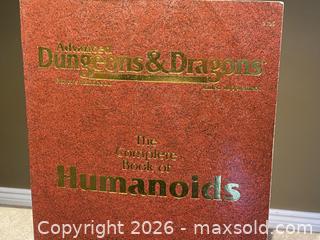 Advanced
Dungeons & Dragons
The
Complete
Book of
Humanoids
Copyright 2026 - maxsold.com